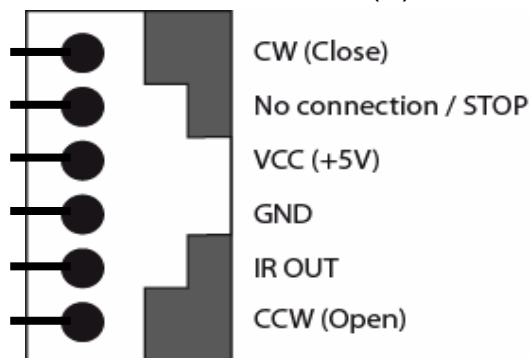 CW (Close)
No connection / STOP
VCC (+5V)
GND
IR OUT
CCW (Open)